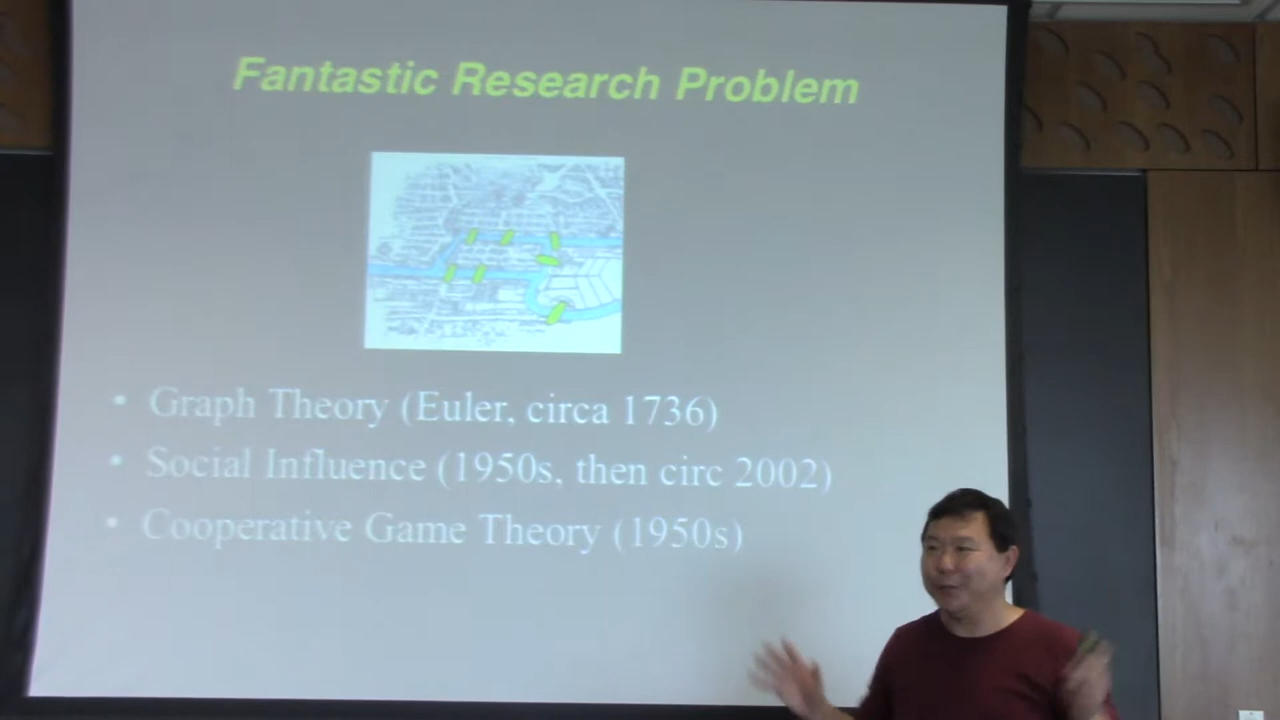 Fantastic Research Problem
• Graph Theory (Euler, circa 1736)
• Social Influence (1950s, then circ 2002)
• Cooperative Game Theory (1950s)